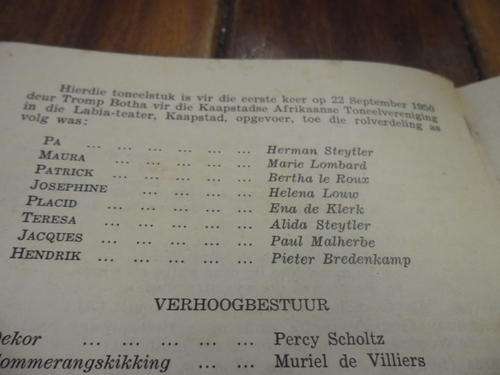 Hierdie toneelstuk is vir die eerste keer op 22 September 1950
deur Tromp Botha vir die Kaapstadse Afrikaanse Toneelvereniging
in die Labia-teater, Kaapstad, opgevoer, toe die rolverdeling as
volg was:
PA ... ... ... ... ... ... Herman Steytler
MAURA ... ... ... ... ... Marie Lombard
PATRICK ... ... ... ... ... Bertha le Roux
JOSEPHINE ... ... ... ... Helena Louw
PLACID ... ... ... ... ... Ena de Klerk
TERESA ... ... ... ... ... Alida Steytler
JACQUES ... ... ... ... ... Paul Malherbe
HENDRIK ... ... ... ... ... Pieter Bredenkamp
VERHOOGBESTUUR
Dekor ... ... ... ... ... Percy Scholtz
ommerangskikking ... ... ... Muriel de Villiers